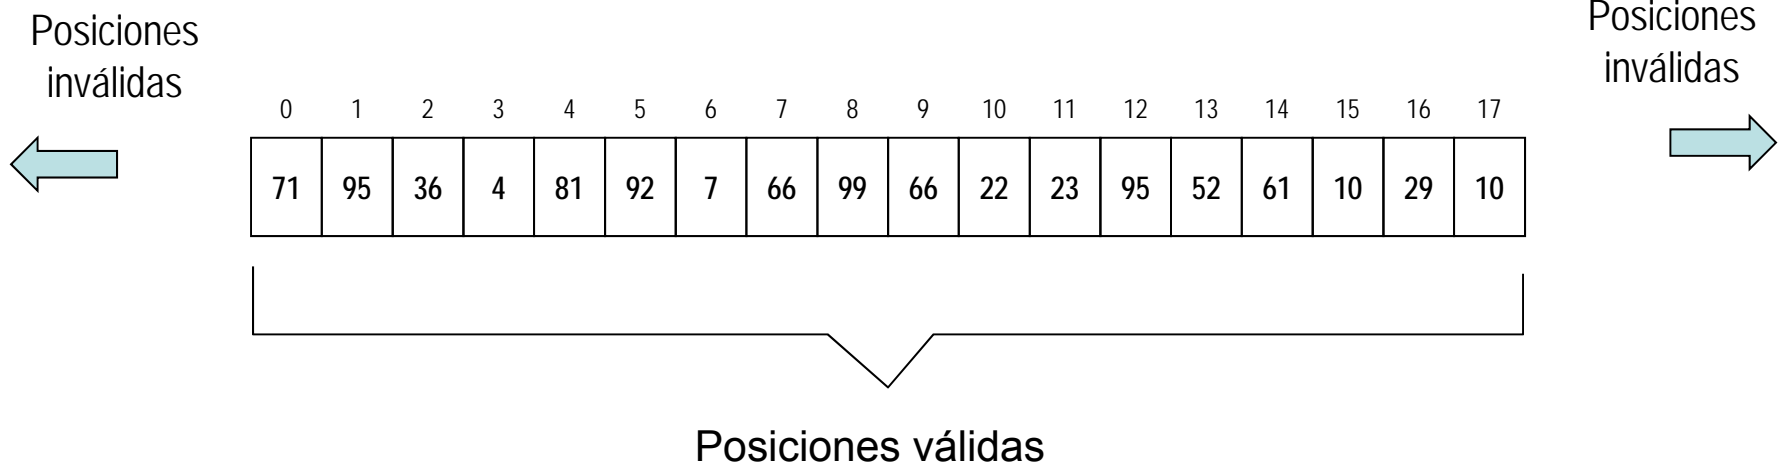 Posiciones
inválidas
Posiciones
inválidas
0 1 2 3 4 5 6 7 8 9 10 11 12 13 14 15 16 17
71 95 36 4 81 92 7 66 99 66 22 23 95 52 61 10 29 10
Posiciones válidas